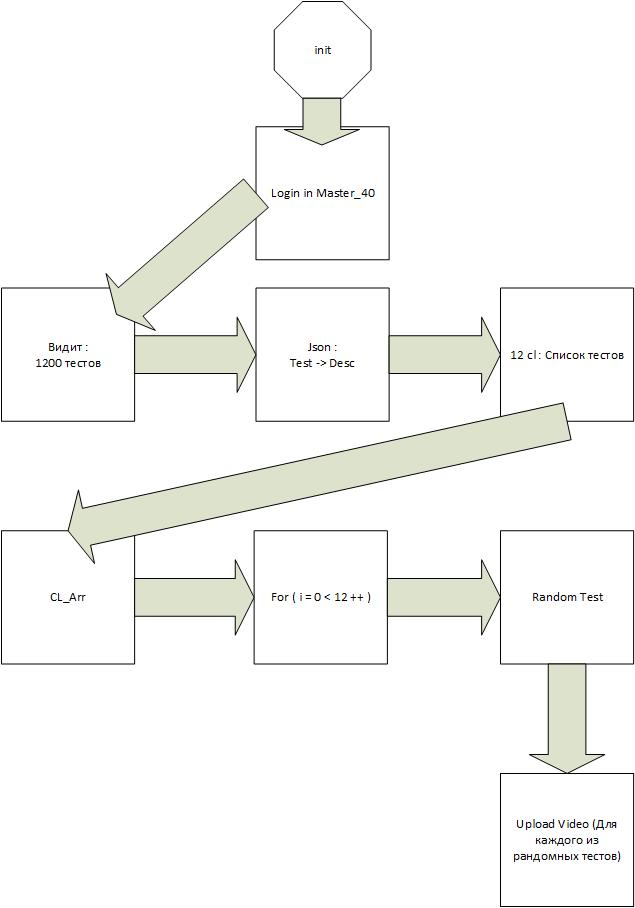 init
Login in Master_40
Видит :
1200 тестов
Json :
Test -> Desc
12 cl : Список тестов
CL_Arr
For ( i = 0 < 12 ++ )
Random Test
Upload Video (Для
каждого из
рандомных тестов)